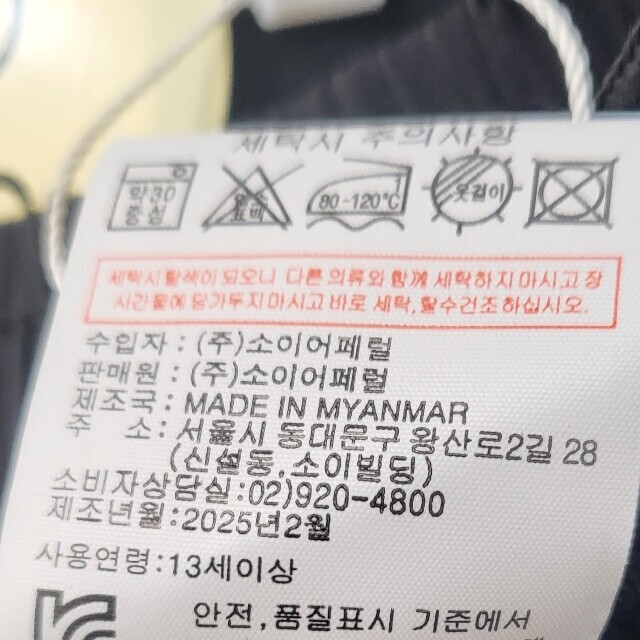 세탁시 주의사항
약30 중성 염소 표백 80~120℃ 옷걸이
세탁시 탈색이 되오니 다른 의류와 함께 세탁하지 마시고 장
시간 물에 담가두지 마시고 바로 세탁,탈수건조 하십시오.
수입자 : (주)소이어페럴
판매원 : (주)소이어페럴
제조국 : MADE IN MYANMAR
주 소 : 서울시 동대문구 왕산로2길 28
(신설동,소이빌딩)
소비자상담실:02)920-4800
제조년월:2025년2월
사용연령:13세이상
안전,품질표시 기준에서